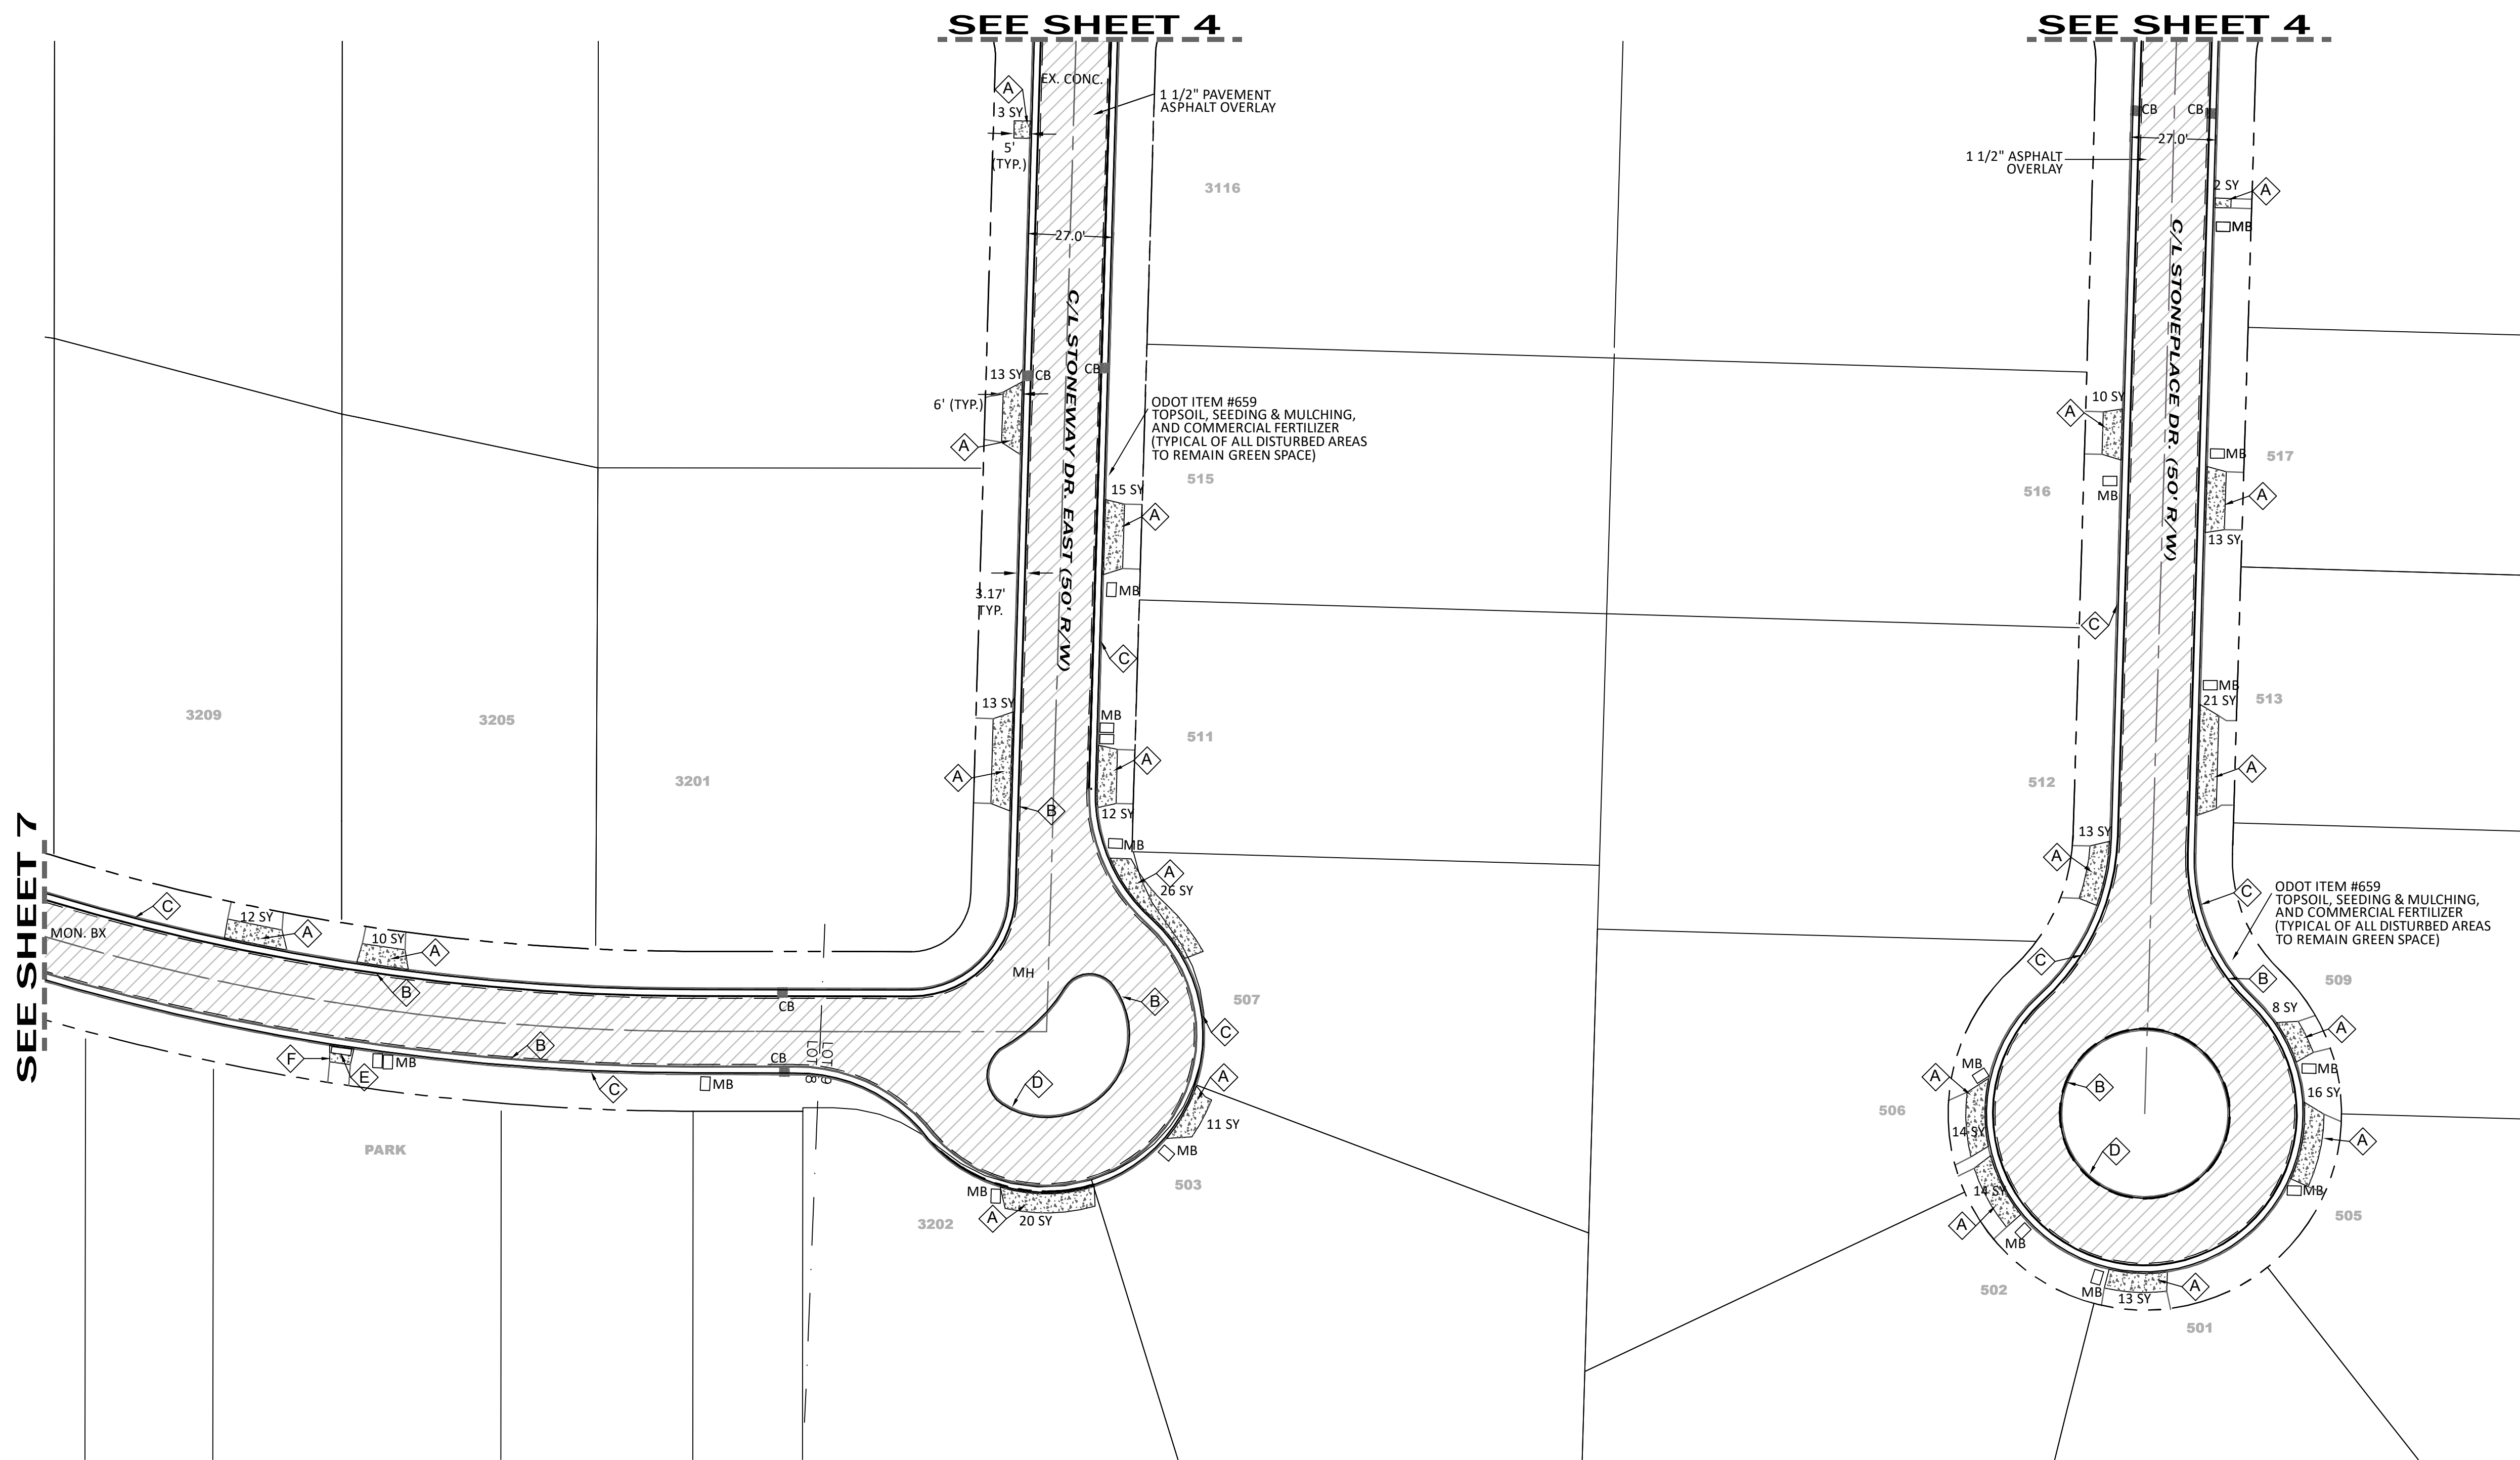 SEE SHEET 4
SEE SHEET 4
EX. CONC.
A
3 SY
5'
(TYP.)
1 1/2" PAVEMENT
ASPHALT OVERLAY
3116
27.0'
C/L STONEWAY DR. EAST (50' R/W)
13 SY
CB
CB
6' (TYP.)
A
ODOT ITEM #659
TOPSOIL, SEEDING & MULCHING,
AND COMMERCIAL FERTILIZER
(TYPICAL OF ALL DISTURBED AREAS
TO REMAIN GREEN SPACE)
515
15 SY
A
MB
3.17'
TYP.
C
13 SY
A
B
MB
511
A
12 SY
MB
A
26 SY
3209
3205
3201
SEE SHEET 7
MON. BX
C
12 SY
A
10 SY
A
B
CB
MH
B
507
C
F
E
MB
B
C
MB
CB
LOT 8
LOT 9
D
A
11 SY
MB
503
PARK
3202
MB
A
20 SY
CB
CB
27.0'
1 1/2" ASPHALT
OVERLAY
2 SY
A
MB
C/L STONEPLACE DR. (50' R/W)
10 SY
A
MB
516
MB
517
A
13 SY
C
MB
21 SY
513
A
512
13 SY
A
C
ODOT ITEM #659
TOPSOIL, SEEDING & MULCHING,
AND COMMERCIAL FERTILIZER
(TYPICAL OF ALL DISTURBED AREAS
TO REMAIN GREEN SPACE)
C
B
509
8 SY
A
MB
MB
A
B
16 SY
506
14 SY
D
A
14 SY
MB
A
MB
505
502
MB
13 SY
A
501